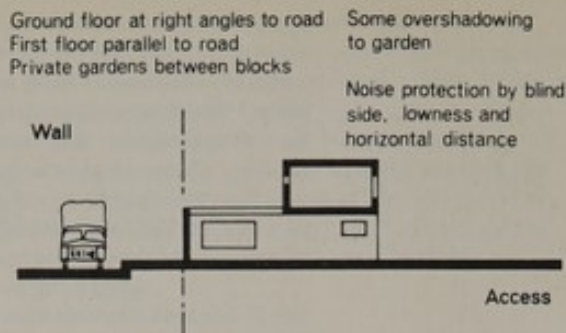 Ground floor at right angles to road
First floor parallel to road
Private gardens between blocks
Some overshadowing
to garden
Noise protection by blind
side, lowness and
horizontal distance
Wall
Access